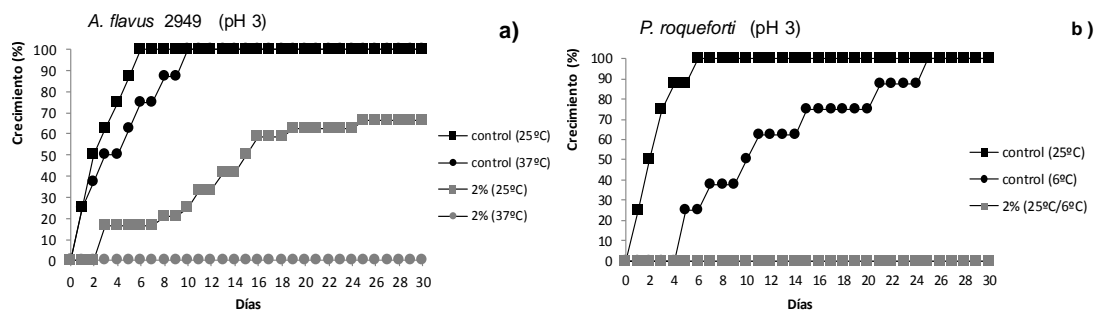 A. flavus 2949 (pH 3)
a)
Crecimiento (%)
100
90
80
70
60
50
40
30
20
10
0
0 2 4 6 8 10 12 14 16 18 20 22 24 26 28 30
Días
control (25ºC)
control (37ºC)
2% (25ºC)
2% (37ºC)
P. roqueforti (pH 3)
b)
Crecimiento (%)
100
90
80
70
60
50
40
30
20
10
0
0 2 4 6 8 10 12 14 16 18 20 22 24 26 28 30
Días
control (25ºC)
control (6ºC)
2% (25ºC/6ºC)